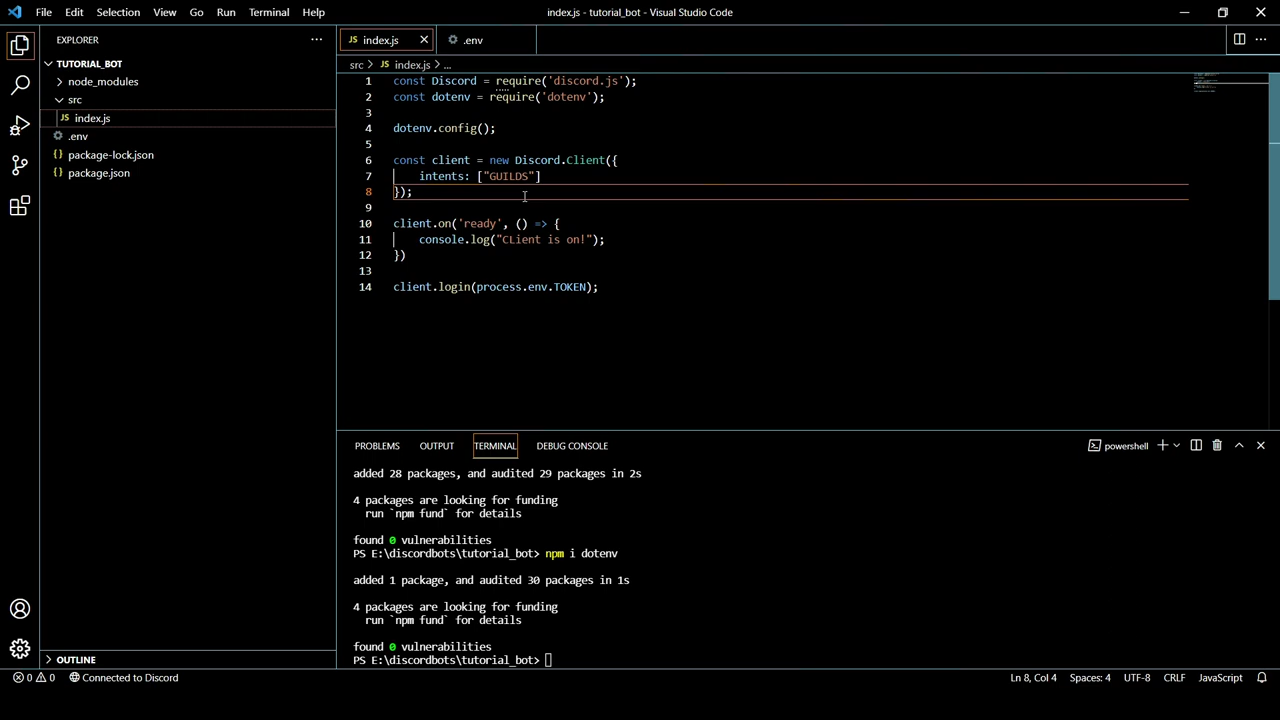 File Edit Selection View Go Run Terminal Help index.js - tutorial_bot - Visual Studio Code
EXPLORER
TUTORIAL_BOT
node_modules
src
JS index.js
.env
{} package-lock.json
{} package.json
OUTLINE
JS index.js
.env
src > JS index.js > ...
1 const Discord = require('discord.js');
2 const dotenv = require('dotenv');
3
4 dotenv.config();
5
6 const client = new Discord.Client({
7 intents: ["GUILDS"]
8 });
9
10 client.on('ready', () => {
11 console.log("CLient is on!");
12 })
13
14 client.login(process.env.TOKEN);
PROBLEMS OUTPUT TERMINAL DEBUG CONSOLE powershell
added 28 packages, and audited 29 packages in 2s
4 packages are looking for funding
run `npm fund` for details
found 0 vulnerabilities
PS E:\discordbots\tutorial_bot> npm i dotenv
added 1 package, and audited 30 packages in 1s
4 packages are looking for funding
run `npm fund` for details
found 0 vulnerabilities
PS E:\discordbots\tutorial_bot>
0 0 Connected to Discord Ln 8, Col 4 Spaces: 4 UTF-8 CRLF JavaScript